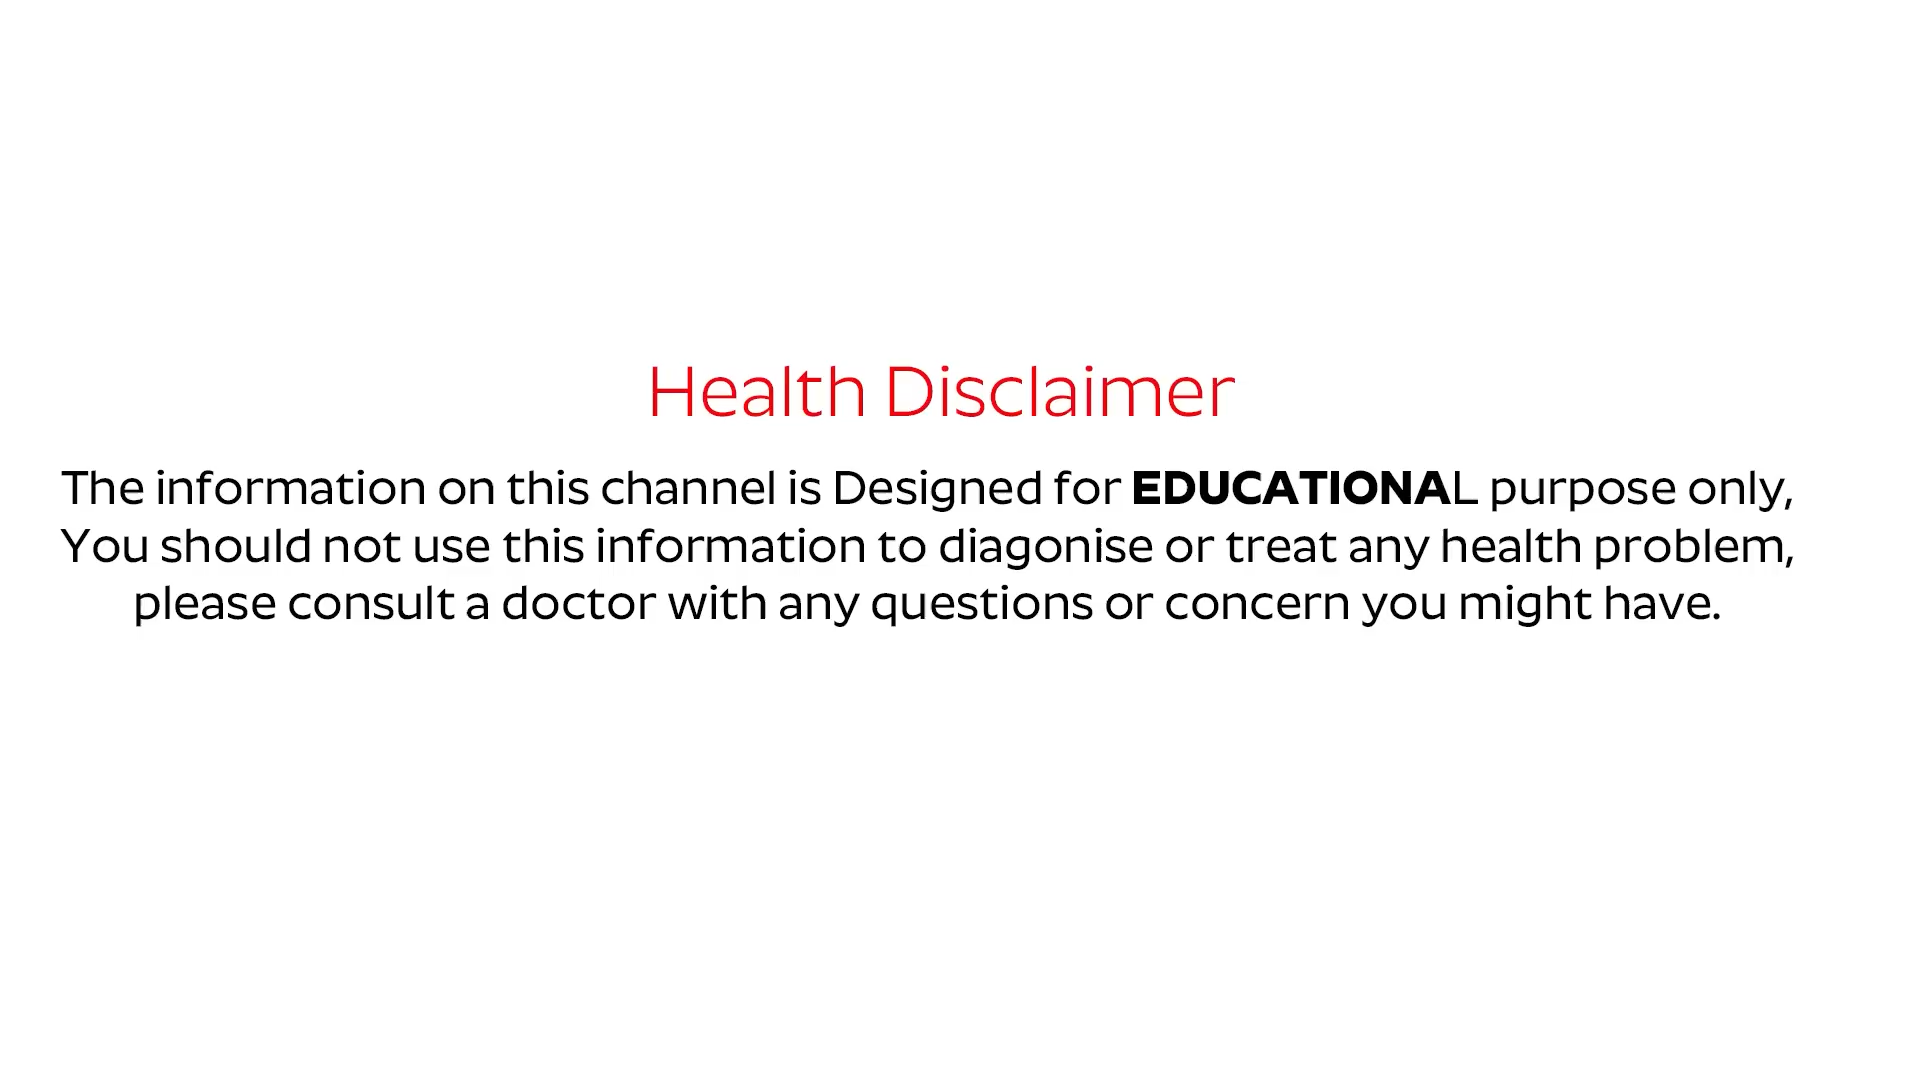 Health Disclaimer
The information on this channel is Designed for EDUCATIONAL purpose only,
You should not use this information to diagonise or treat any health problem,
please consult a doctor with any questions or concern you might have.